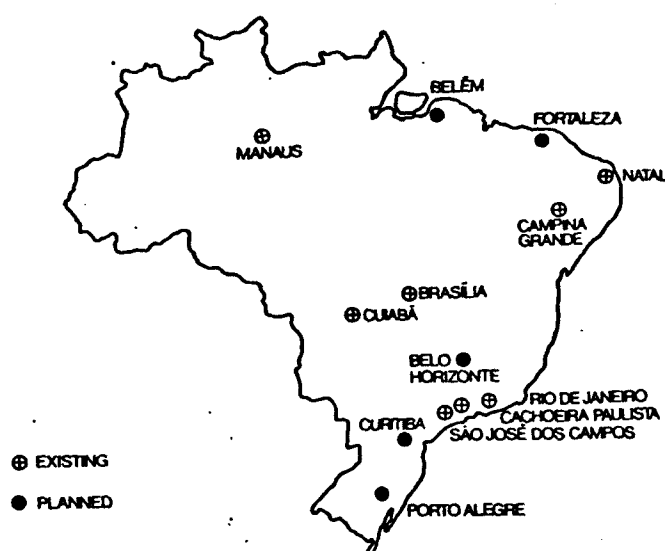 BELÉM
FORTALEZA
MANAUS
NATAL
CAMPINA
GRANDE
BRASÍLIA
CUIABÁ
BELO
HORIZONTE
RIO DE JANEIRO
CACHOEIRA PAULISTA
CURITIBA
SÃO JOSÉ DOS CAMPOS
EXISTING
PLANNED
PORTO ALEGRE